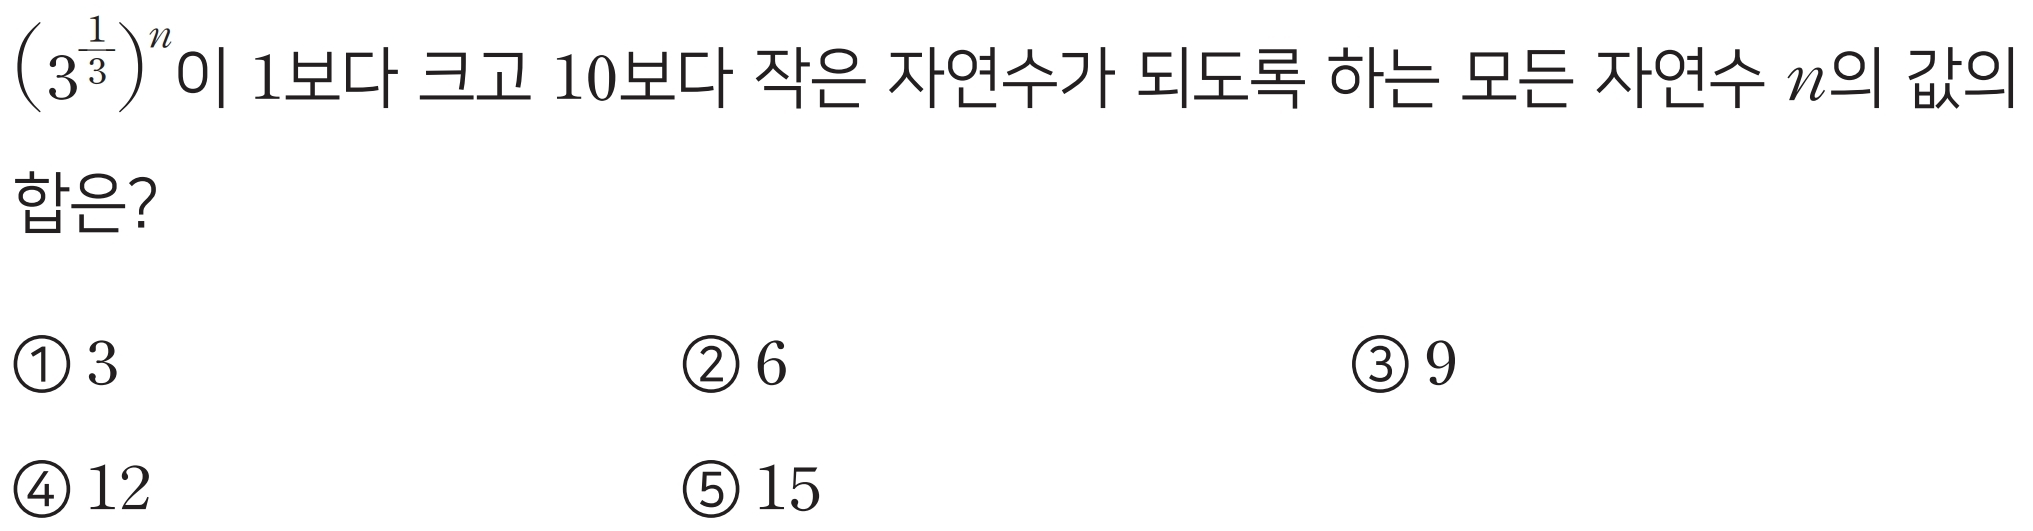 $\left(3^{\frac{1}{3}}\right)^n$이 1보다 크고 10보다 작은 자연수가 되도록 하는 모든 자연수 $n$의 값의
합은?
① 3 ② 6 ③ 9
④ 12 ⑤ 15